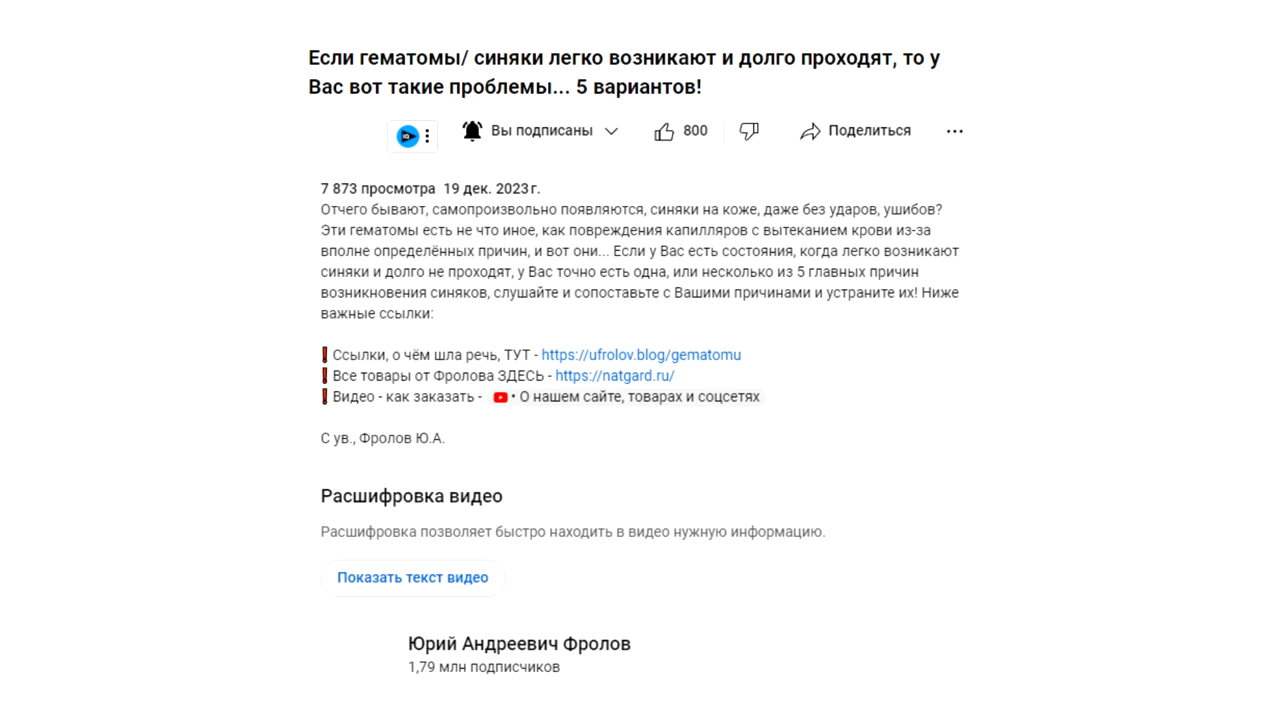 Если гематомы/ синяки легко возникают и долго проходят, то у
Вас вот такие проблемы... 5 вариантов!
Вы подписаны 800 Поделиться
7 873 просмотра 19 дек. 2023 г.
Отчего бывают, самопроизвольно появляются, синяки на коже, даже без ударов, ушибов?
Эти гематомы есть не что иное, как повреждения капилляров с вытеканием крови из-за
вполне определённых причин, и вот они... Если у Вас есть состояния, когда легко возникают
синяки и долго не проходят, у Вас точно есть одна, или несколько из 5 главных причин
возникновения синяков, слушайте и сопоставьте с Вашими причинами и устраните их! Ниже
важные ссылки:
❗Ссылки, о чём шла речь, ТУТ - https://ufrolov.blog/gematomu
❗Все товары от Фролова ЗДЕСЬ - https://natgard.ru/
❗Видео - как заказать - • О нашем сайте, товарах и соцсетях
С ув., Фролов Ю.А.
Расшифровка видео
Расшифровка позволяет быстро находить в видео нужную информацию.
Показать текст видео
Юрий Андреевич Фролов
1,79 млн подписчиков